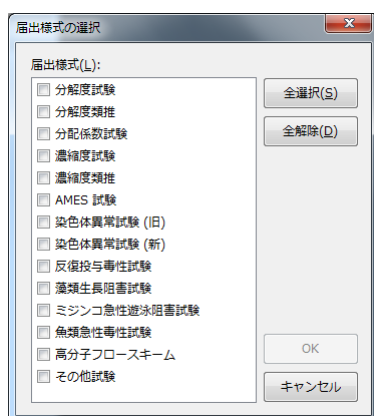 届出様式の選択
届出様式(L):
分解度試験
分解度類推
分配係数試験
濃縮度試験
濃縮度類推
AMES 試験
染色体異常試験 (旧)
染色体異常試験 (新)
反復投与毒性試験
藻類生長阻害試験
ミジンコ急性遊泳阻害試験
魚類急性毒性試験
高分子フロースキーム
その他試験
全選択(S)
全解除(D)
OK
キャンセル